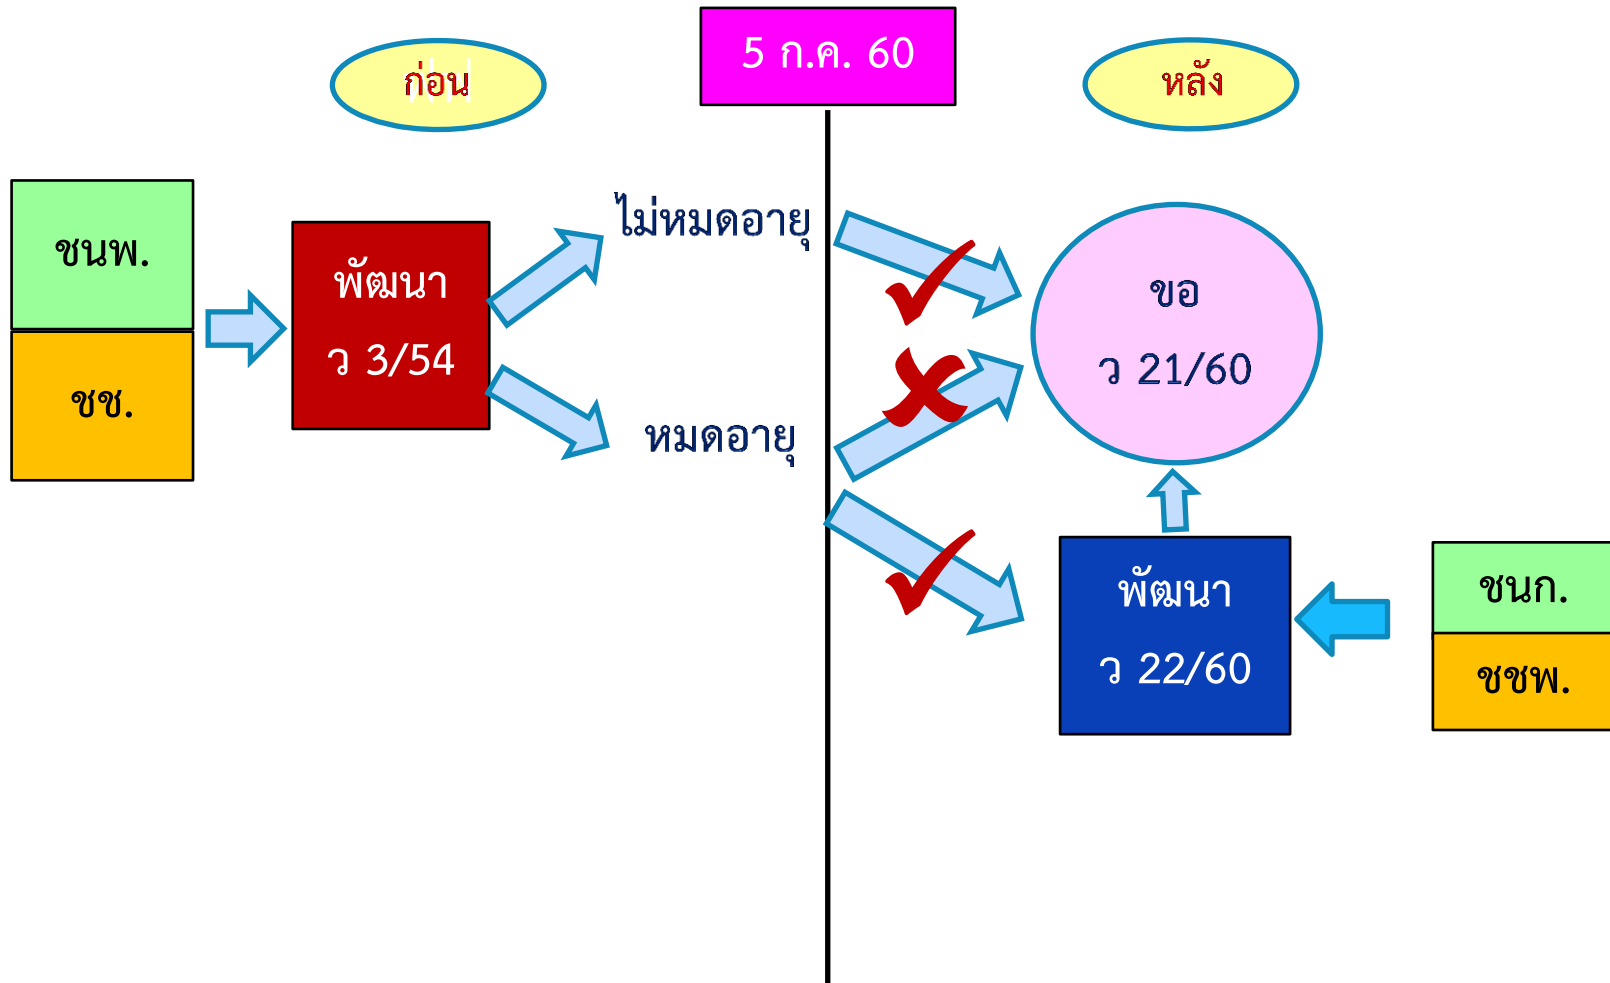 5 ก.ค. 60
ก่อน
หลัง
ชนพ.
ชช.
พัฒนา
ว 3/54
ไม่หมดอายุ
หมดอายุ
ขอ
ว 21/60
พัฒนา
ว 22/60
ชนก.
ชชพ.